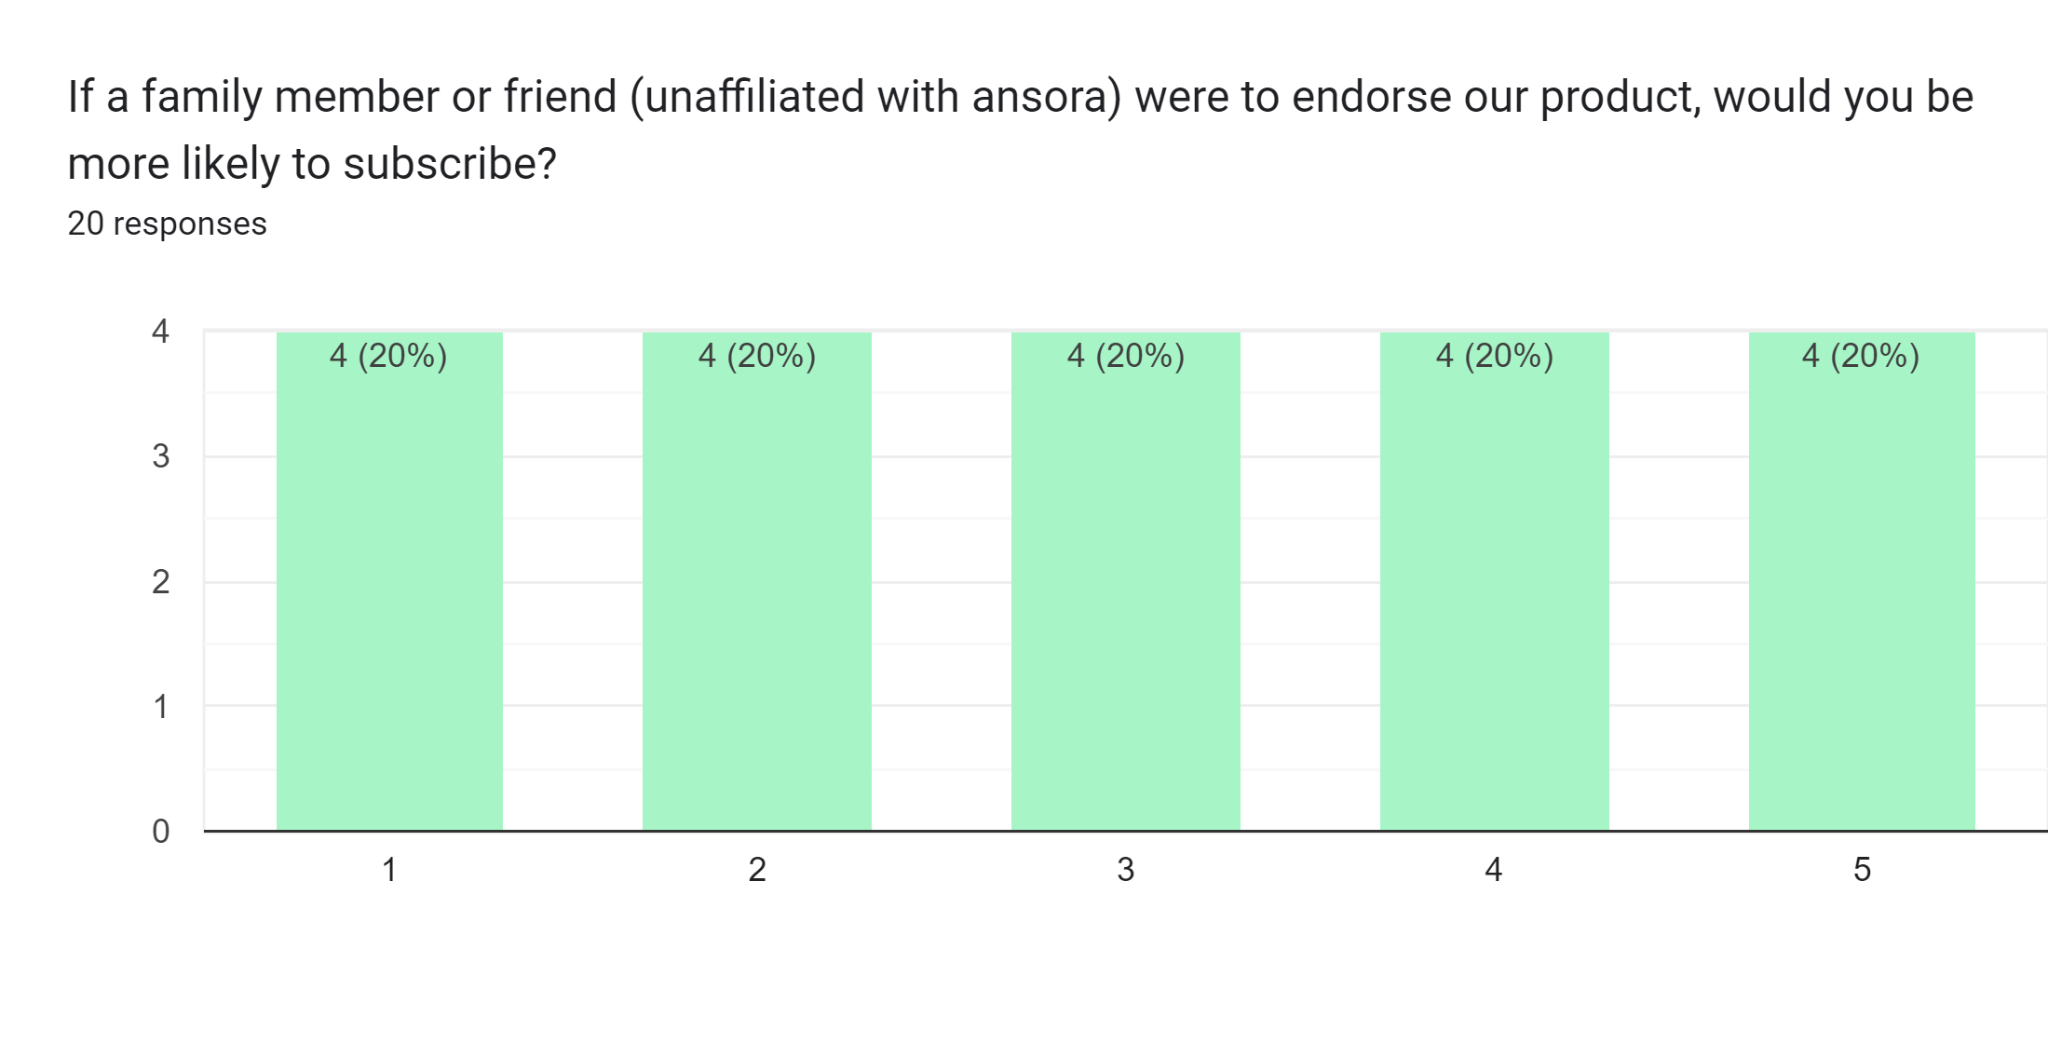 If a family member or friend (unaffiliated with ansora) were to endorse our product, would you be
more likely to subscribe?
20 responses
4
4 (20%) 4 (20%) 4 (20%) 4 (20%) 4 (20%)
3
2
1
0
1 2 3 4 5